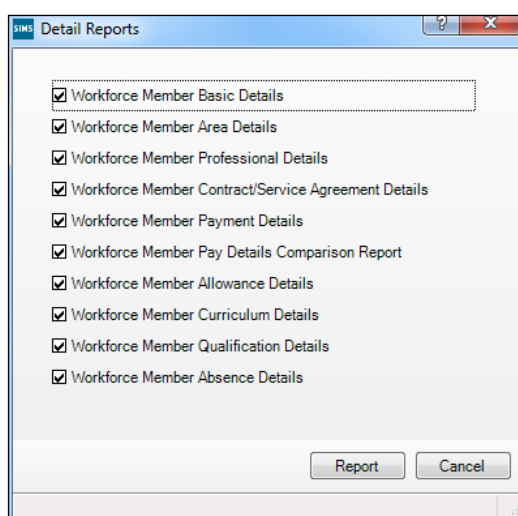 SIMS Detail Reports
Workforce Member Basic Details
Workforce Member Area Details
Workforce Member Professional Details
Workforce Member Contract/Service Agreement Details
Workforce Member Payment Details
Workforce Member Pay Details Comparison Report
Workforce Member Allowance Details
Workforce Member Curriculum Details
Workforce Member Qualification Details
Workforce Member Absence Details
Report Cancel